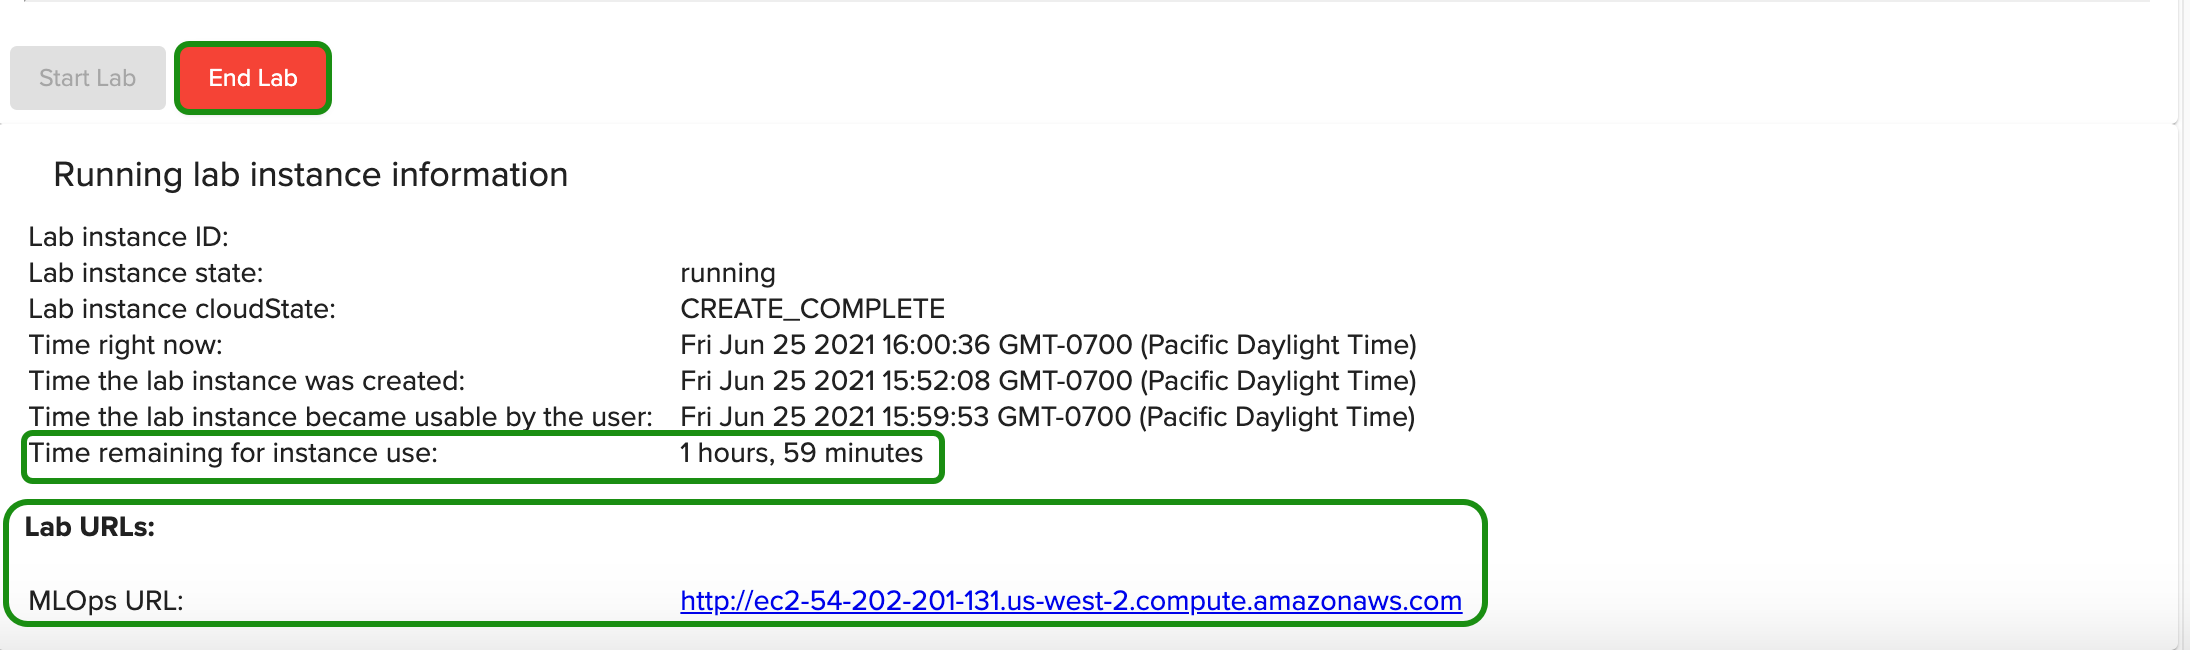 Start Lab End Lab
Running lab instance information
Lab instance ID:
Lab instance state: running
Lab instance cloudState: CREATE_COMPLETE
Time right now: Fri Jun 25 2021 16:00:36 GMT-0700 (Pacific Daylight Time)
Time the lab instance was created: Fri Jun 25 2021 15:52:08 GMT-0700 (Pacific Daylight Time)
Time the lab instance became usable by the user: Fri Jun 25 2021 15:59:53 GMT-0700 (Pacific Daylight Time)
Time remaining for instance use: 1 hours, 59 minutes
Lab URLs:
MLOps URL: http://ec2-54-202-201-131.us-west-2.compute.amazonaws.com